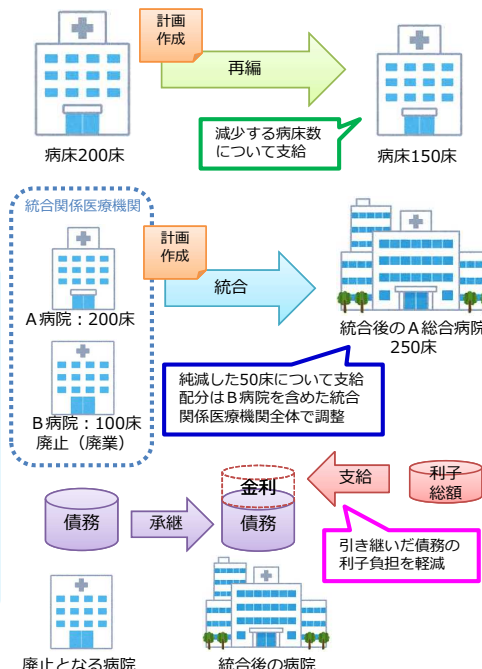 計画
作成
再編
減少する病床数
について支給
病床200床
病床150床
統合関係医療機関
計画
作成
統合
A病院：200床
統合後のA総合病院
250床
純減した50床について支給
配分はB病院を含めた統合
関係医療機関全体で調整
B病院：100床
廃止（廃業）
金利
支給
利子
総額
債務
承継
債務
引き継いだ債務の
利子負担を軽減
廃止となる病院
統合後の病院